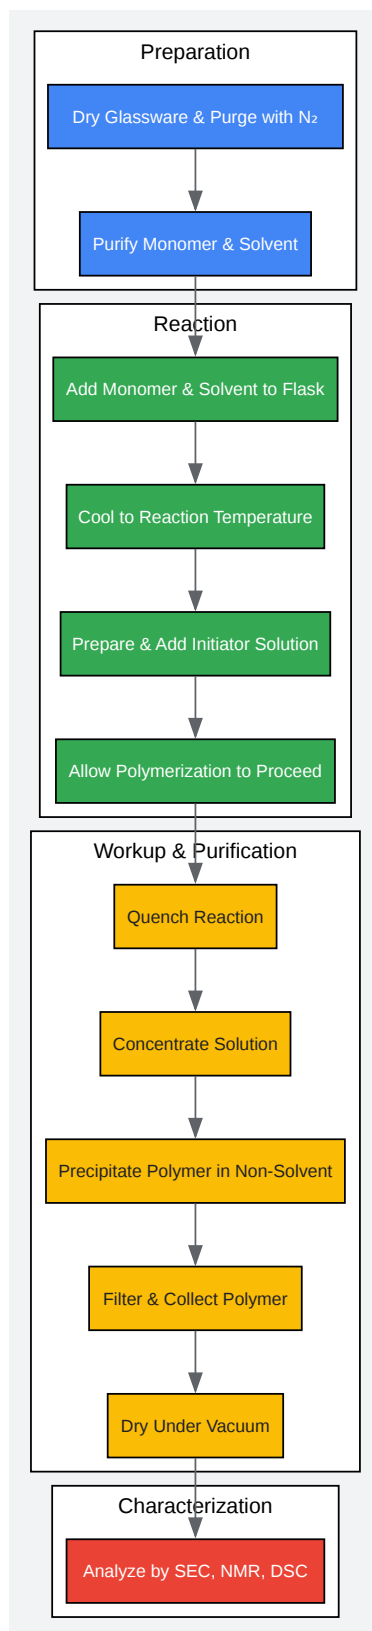 Preparation
Dry Glassware & Purge with N₂
Purify Monomer & Solvent
Reaction
Add Monomer & Solvent to Flask
Cool to Reaction Temperature
Prepare & Add Initiator Solution
Allow Polymerization to Proceed
Workup & Purification
Quench Reaction
Concentrate Solution
Precipitate Polymer in Non-Solvent
Filter & Collect Polymer
Dry Under Vacuum
Characterization
Analyze by SEC, NMR, DSC